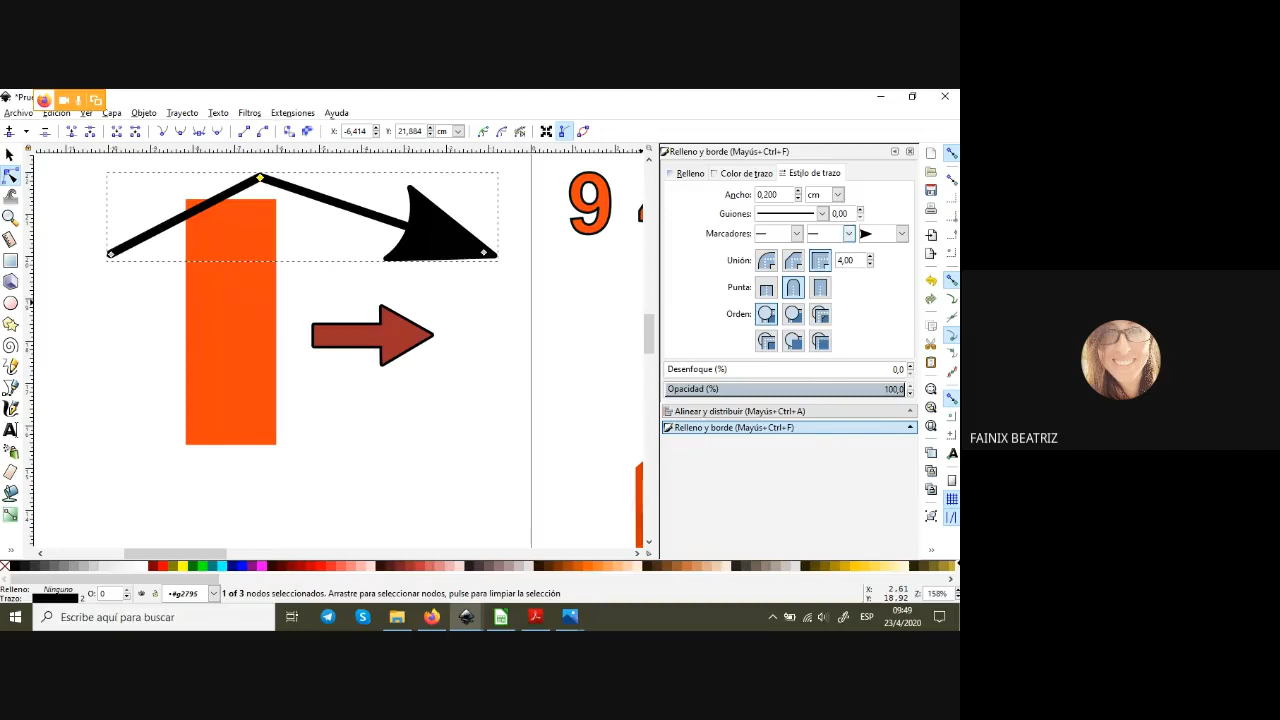 *Pru
Archivo Edición Ver Capa Objeto Trayecto Texto Filtros Extensiones Ayuda
X: -6,414 Y: 21,884 cm
Relleno y borde (Mayús+Ctrl+F)
Relleno Color de trazo Estilo de trazo
Ancho: 0,200 cm
Guiones: 0,00
Marcadores:
Unión: 4,00
Punta:
Orden:
Desenfoque (%) 0,0
Opacidad (%) 100,0
Alinear y distribuir (Mayús+Ctrl+A)
Relleno y borde (Mayús+Ctrl+F)
9
FAINIX BEATRIZ
Relleno: Ninguno
Trazo: 2,
O: 0
•#g2795
1 of 3 nodos seleccionados. Arrastre para seleccionar nodos, pulse para limpiar la selección
X: 2,61
Y: 18,92
Z: 158%
Escribe aquí para buscar
ESP
09:49
23/4/2020